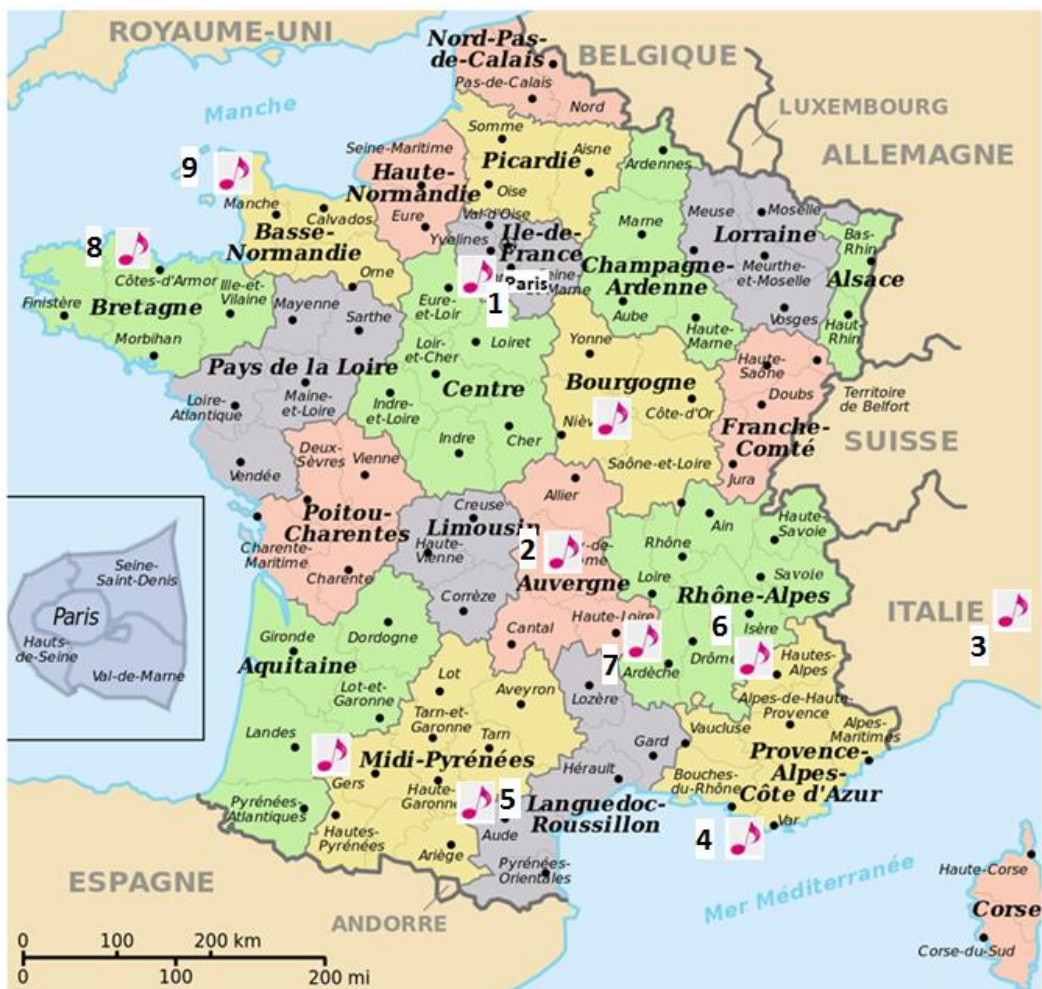 ROYAUME-UNI
Nord-Pas-
de-Calais
BELGIQUE
Pas-de-Calais
Nord
LUXEMBOURG
ALLEMAGNE
Manche
9
Somme
Picardie
Aisne
Oise
Ardennes
Seine-Maritime
Haute-
Normandie
Eure
Val-d'Oise
Yvelines
Ile-de-
France
Paris
Seine-
Marne
1
Manche
Calvados
Basse-
Normandie
Orne
Marne
Champagne-
Ardenne
Aube
Haute-
Marne
Meuse
Moselle
Lorraine
Meurthe-
et-Moselle
Vosges
Bas-
Rhin
Alsace
Haut-
Rhin
8
Côtes-d'Armor
Finistère
Bretagne
Ille-et-
Vilaine
Morbihan
Mayenne
Sarthe
Pays de la Loire
Loire-
Atlantique
Maine-
et-Loire
Vendée
Eure-
et-Loir
Loir-
et-Cher
Loiret
Centre
Indre-
et-Loire
Indre
Cher
Yonne
Bourgogne
Côte-d'Or
Nièv
Saône-et-Loire
Haute-
Saône
Doubs
Territoire
de Belfort
Franche-
Comté
Jura
SUISSE
Deux-
Sèvres
Vienne
Poitou-
Charentes
Charente-
Maritime
Charente
Creuse
Limousin
Haute-
Vienne
Corrèze
Allier
2
Auvergne
Cantal
Haute-Loire
Ain
Haute-
Savoie
Rhône
Loire
Savoie
Rhône-Alpes
Isère
6
Drôme
Ardèche
7
ITALIE
3
Seine-
Saint-Denis
Paris
Hauts-
de-Seine
Val-de-Marne
Gironde
Dordogne
Aquitaine
Lot-et-
Garonne
Landes
Pyrénées-
Atlantiques
Lot
Aveyron
Tarn-et-
Garonne
Tarn
Midi-Pyrénées
Gers
Haute-
Garonne
Hautes-
Pyrénées
Ariège
5
Lozère
Gard
Hérault
Languedoc-
Roussillon
Aude
Pyrénées-
Orientales
Hautes-
Alpes
Alpes-de-Haute-
Provence
Vaucluse
Alpes-
Maritimes
Provence-
Alpes-
Côte d'Azur
Bouches-
du-Rhône
Var
4
Mer Méditerranée
ESPAGNE
ANDORRE
Haute-Corse
Corse
Corse-du-Sud
0 100 200 km
0 100 200 mi